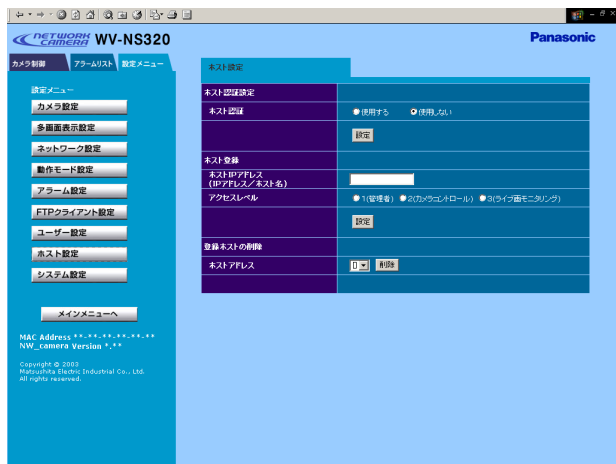 NETWORK CAMERA WV-NS320
Panasonic
カメラ制御 アラームリスト 設定メニュー
設定メニュー
カメラ設定
多画面表示設定
ネットワーク設定
動作モード設定
アラーム設定
FTPクライアント設定
ユーザー設定
ホスト設定
システム設定
メインメニューへ
MAC Address **-**-**-**-**-**
NW_camera Version *.**
Copyright © 2003
Matsushita Electric Industrial Co., Ltd.
All rights reserved.
ホスト設定
ホスト認証設定
ホスト認証 使用する 使用しない
設定
ホスト登録
ホストIPアドレス
(IPアドレス/ホスト名)
アクセスレベル 1(管理者) 2(カメラコントロール) 3(ライブ画モニタリング)
設定
登録ホストの削除
ホストアドレス 削除